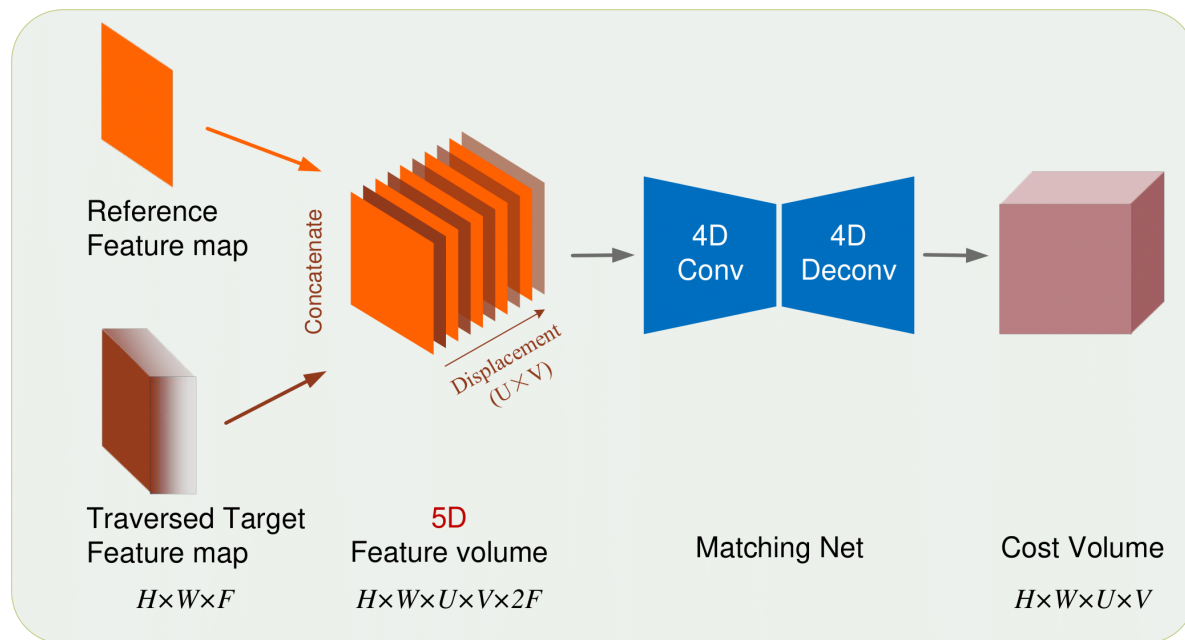 Reference
Feature map
Concatenate
Displacement
(U×V)
4D
Conv
4D
Deconv
Traversed Target
Feature map
H×W×F
5D
Feature volume
H×W×U×V×2F
Matching Net
Cost Volume
H×W×U×V